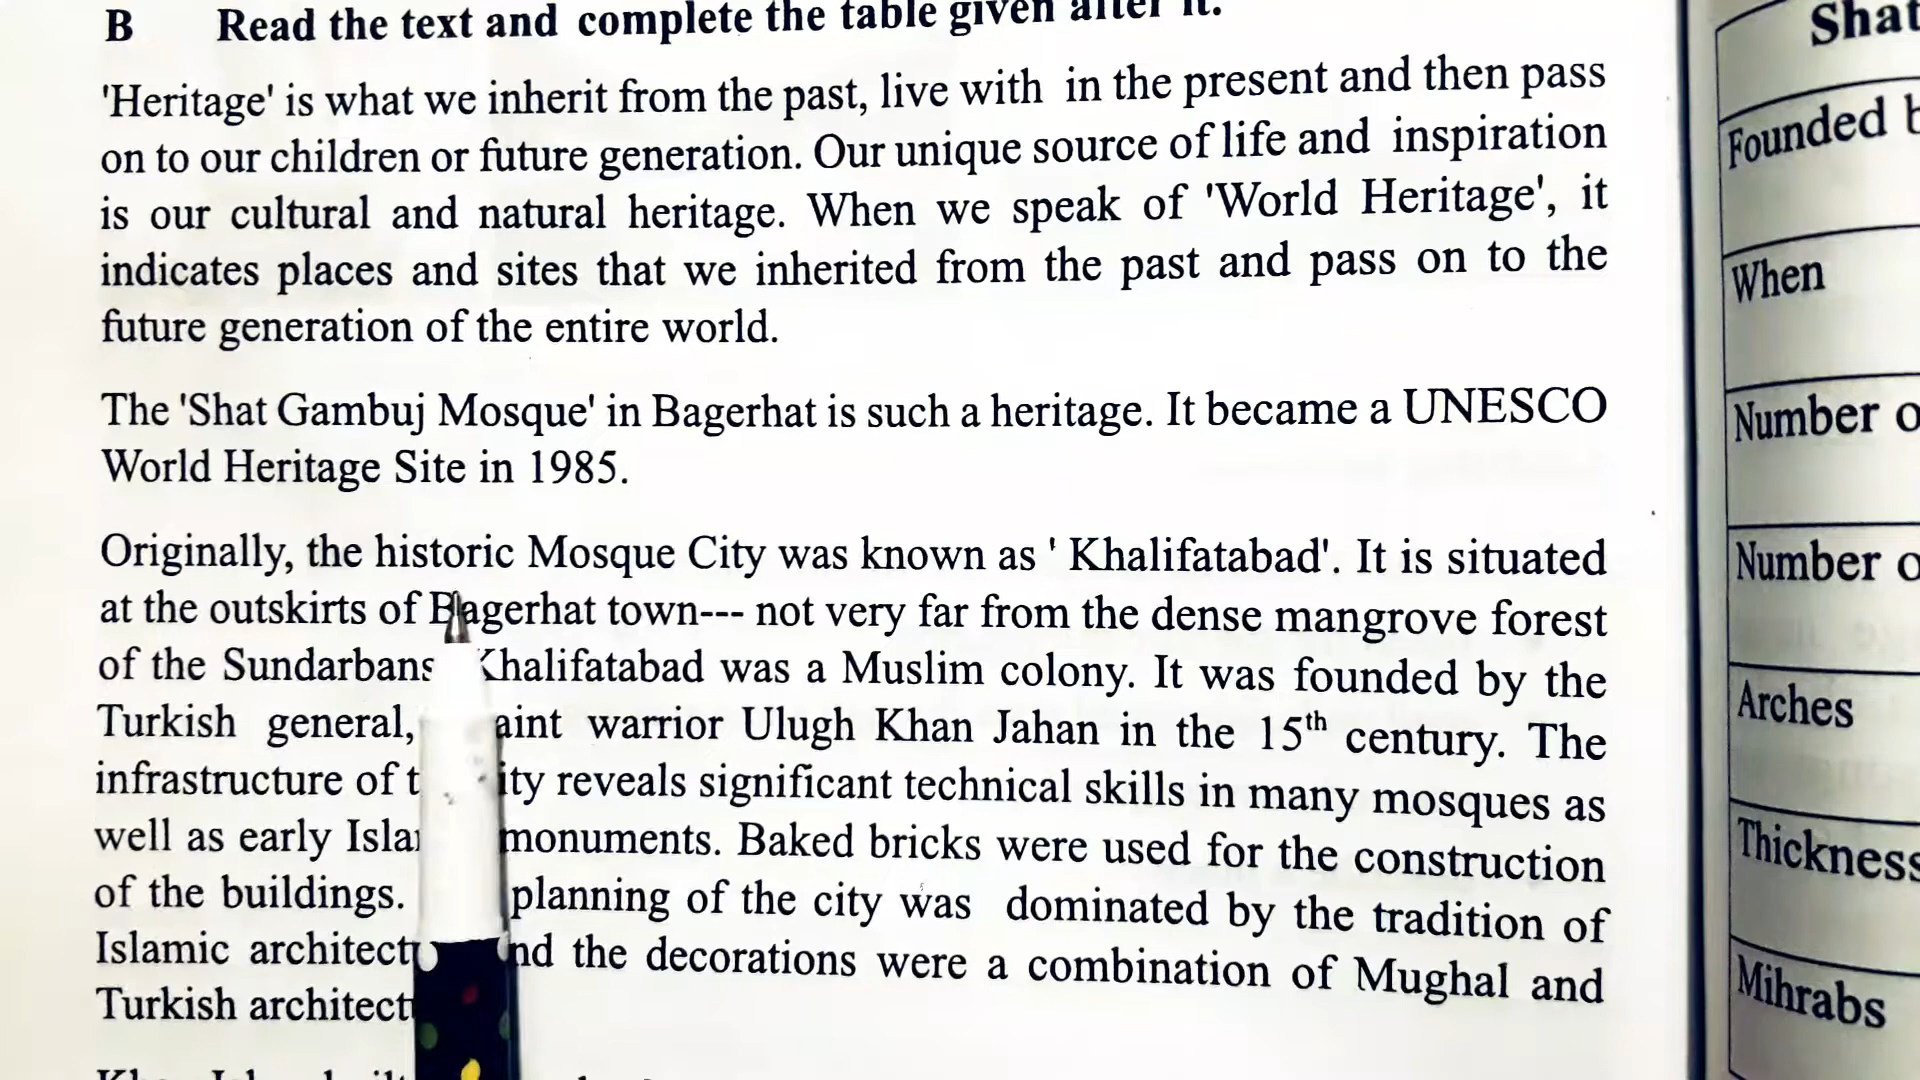 B Read the text and complete the table given after it.
'Heritage' is what we inherit from the past, live with in the present and then pass
on to our children or future generation. Our unique source of life and inspiration
is our cultural and natural heritage. When we speak of 'World Heritage', it
indicates places and sites that we inherited from the past and pass on to the
future generation of the entire world.
The 'Shat Gambuj Mosque' in Bagerhat is such a heritage. It became a UNESCO
World Heritage Site in 1985.
Originally, the historic Mosque City was known as ' Khalifatabad'. It is situated
at the outskirts of Bagerhat town--- not very far from the dense mangrove forest
of the Sundarbans Khalifatabad was a Muslim colony. It was founded by the
Turkish general, aint warrior Ulugh Khan Jahan in the 15th century. The
infrastructure of t ity reveals significant technical skills in many mosques as
well as early Isla monuments. Baked bricks were used for the construction
of the buildings. planning of the city was dominated by the tradition of
Islamic architect nd the decorations were a combination of Mughal and
Turkish architect
Shat
Founded b
When
Number o
Number o
Arches
Thickness
Mihrabs